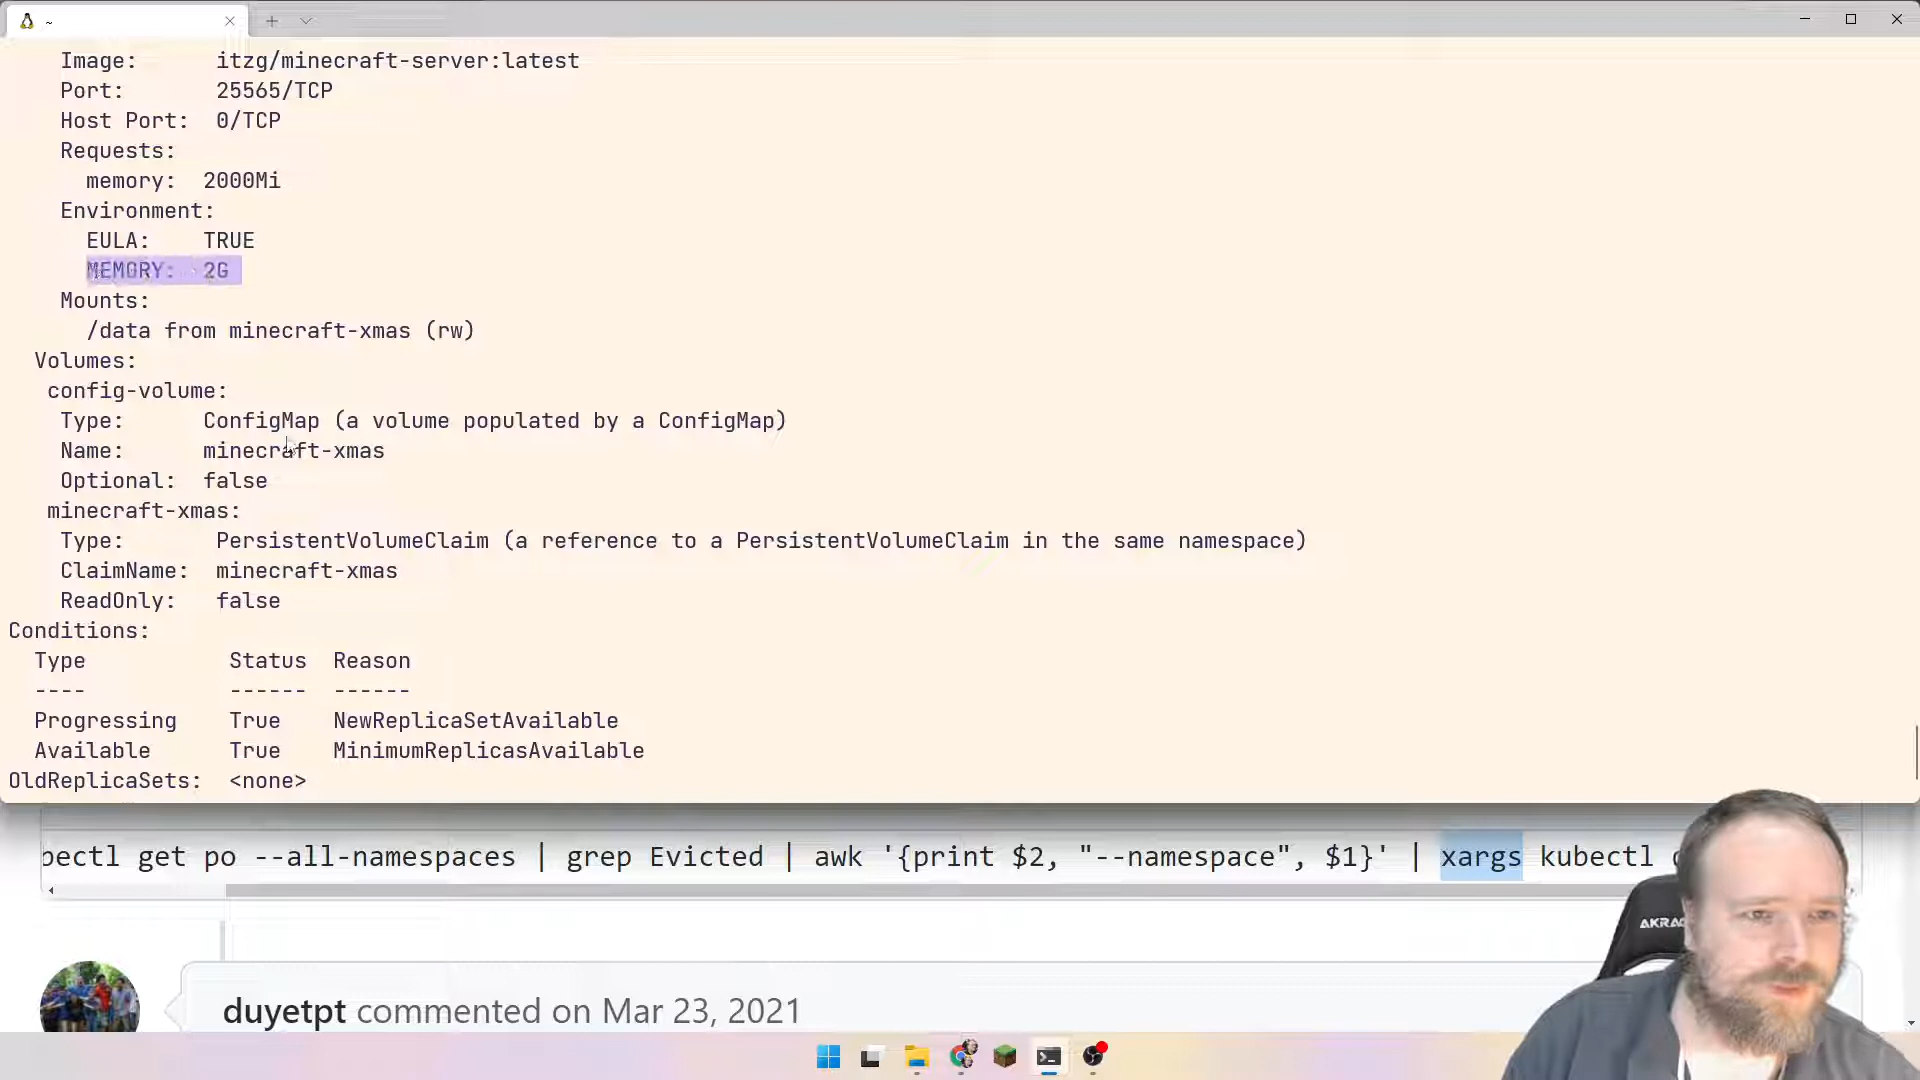 ~
Image: itzg/minecraft-server:latest
Port: 25565/TCP
Host Port: 0/TCP
Requests:
memory: 2000Mi
Environment:
EULA: TRUE
MEMORY: 2G
Mounts:
/data from minecraft-xmas (rw)
Volumes:
config-volume:
Type: ConfigMap (a volume populated by a ConfigMap)
Name: minecraft-xmas
Optional: false
minecraft-xmas:
Type: PersistentVolumeClaim (a reference to a PersistentVolumeClaim in the same namespace)
ClaimName: minecraft-xmas
ReadOnly: false
Conditions:
Type Status Reason
---- ------ ------
Progressing True NewReplicaSetAvailable
Available True MinimumReplicasAvailable
OldReplicaSets: <none>
bectl get po --all-namespaces | grep Evicted | awk '{print $2, "--namespace", $1}' | xargs kubectl
AKRAC
duyetpt commented on Mar 23, 2021